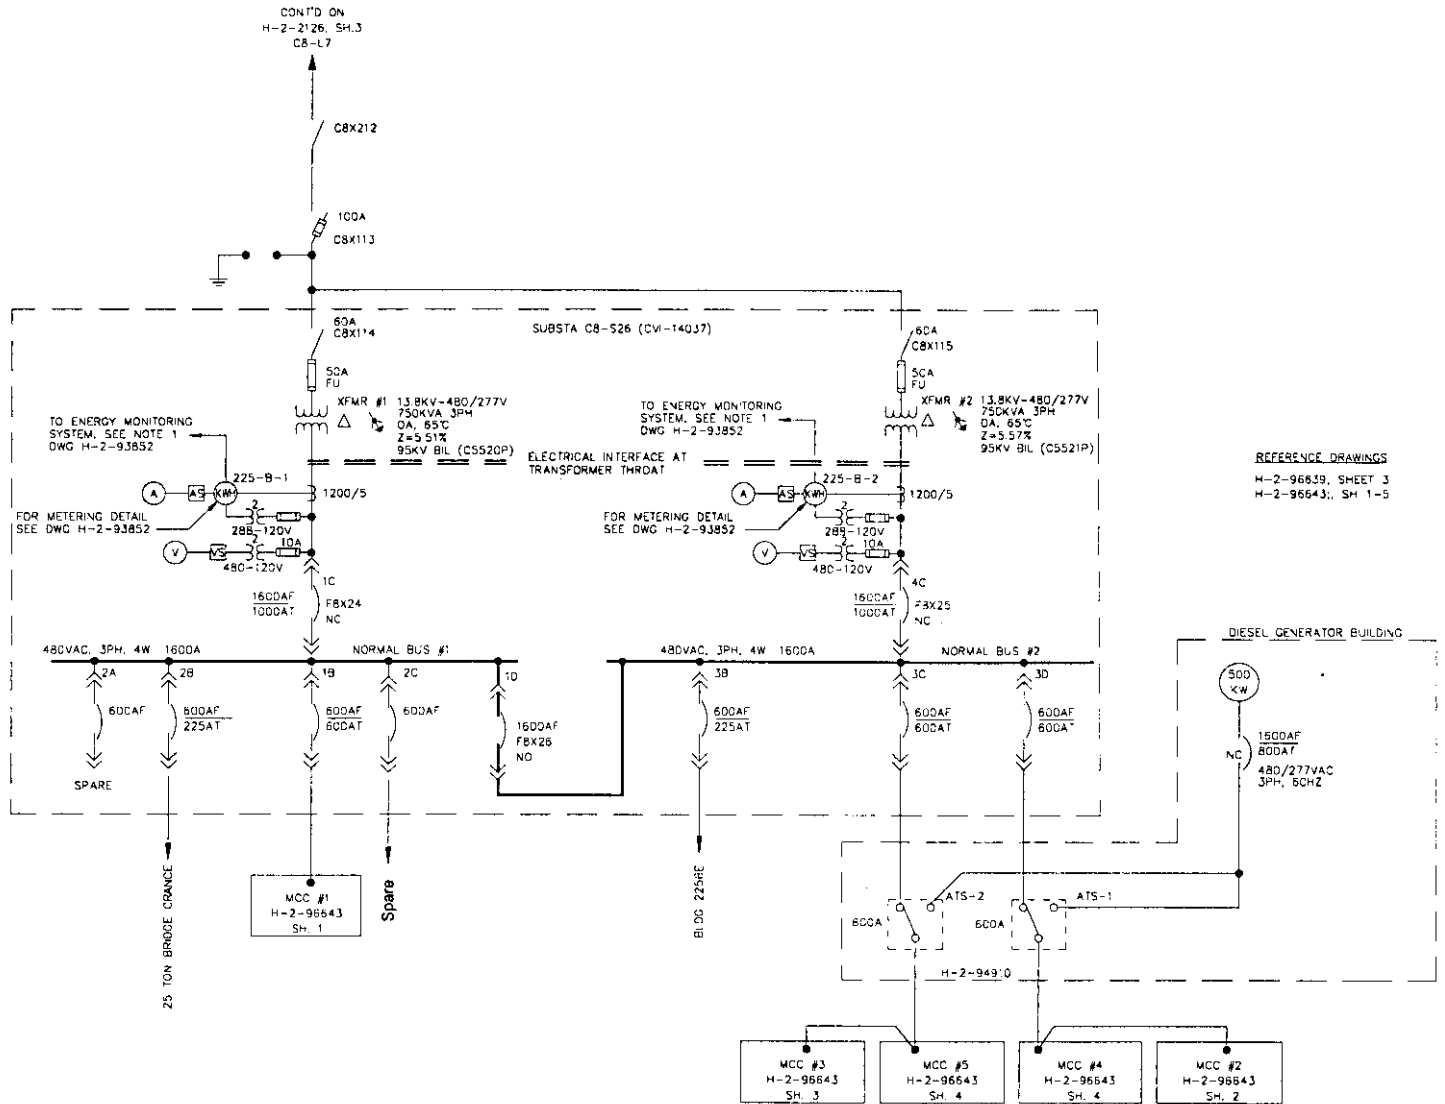 CONT'D ON
H-2-2126, SH.3
C8-L7
C8X212
100A
C8X113
SUBSTA C8-S26 (CVI-14037)
60A
C8X114
50A
FU
XFMR #1 13.8KV-480/277V
750KVA 3PH
OA, 65°C
Z=5.51%
95KV BIL (C5520P)
60A
C8X115
50A
FU
XFMR #2 13.8KV-480/277V
750KVA 3PH
OA, 65°C
Z=5.57%
95KV BIL (C5521P)
TO ENERGY MONITORING
SYSTEM, SEE NOTE 1
DWG H-2-93852
TO ENERGY MONITORING
SYSTEM, SEE NOTE 1
DWG H-2-93852
ELECTRICAL INTERFACE AT
TRANSFORMER THROAT
REFERENCE DRAWINGS
H-2-96639, SHEET 3
H-2-96643;, SH 1-5
225-B-1
A
AS
KWH
1200/5
FOR METERING DETAIL
SEE DWG H-2-93852
2
288-120V
V
VS
2
10A
480-120V
225-B-2
A
AS
KWH
1200/5
FOR METERING DETAIL
SEE DWG H-2-93852
2
288-120V
V
VS
2
10A
480-120V
1C
1600AF
1000AT
F8X24
NC
4C
1600AF
1000AT
F8X25
NC
480VAC, 3PH, 4W 1600A
NORMAL BUS #1
480VAC, 3PH, 4W 1600A
NORMAL BUS #2
DIESEL GENERATOR BUILDING
2A
600AF
SPARE
2B
600AF
225AT
25 TON BRIDGE CRANCE
1B
600AF
600AT
MCC #1
H-2-96643
SH. 1
2C
600AF
Spare
1D
1600AF
F8X26
NO
3B
600AF
225AT
BLDG 225BE
3C
600AF
600AT
3D
600AF
600AT
500
KW
NC
1600AF
800AT
480/277VAC
3PH, 60HZ
ATS-2
600A
ATS-1
600A
H-2-94910
MCC #3
H-2-96643
SH. 3
MCC #5
H-2-96643
SH. 4
MCC #4
H-2-96643
SH. 4
MCC #2
H-2-96643
SH. 2